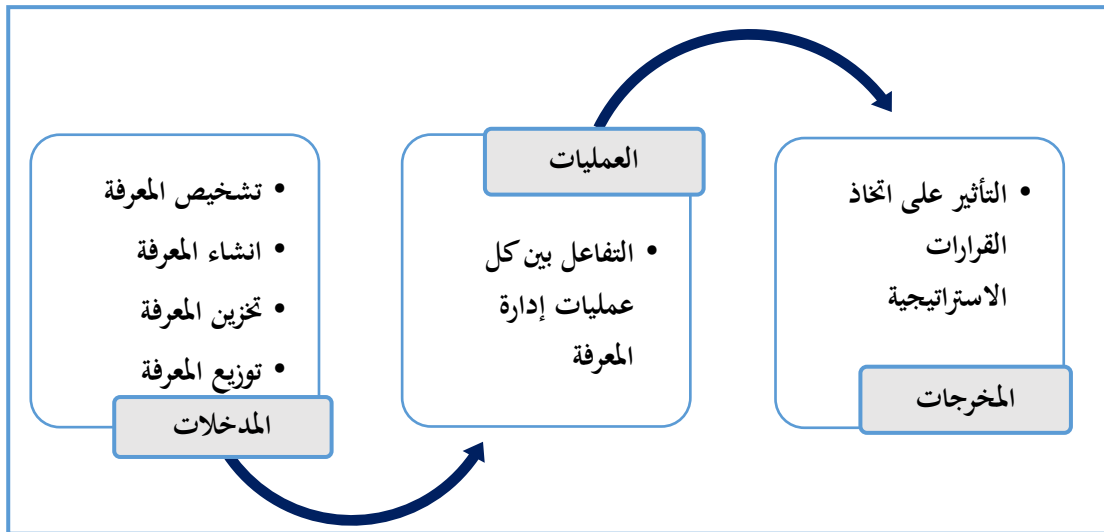 • تشخيص المعرفة
• انشاء المعرفة
• تخزين المعرفة
• توزيع المعرفة
المدخلات
العمليات
• التفاعل بين كل
عمليات إدارة
المعرفة
• التأثير على اتخاذ
القرارات
الاستراتيجية
المخرجات